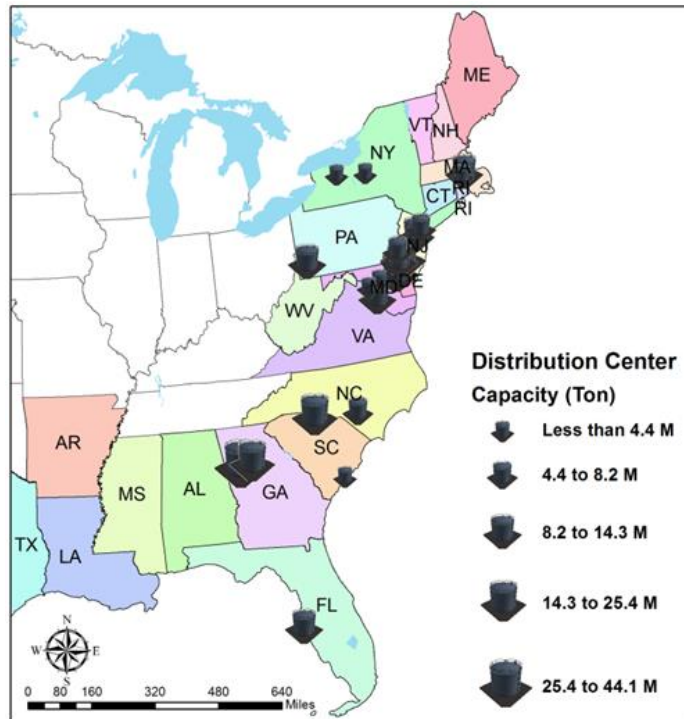 ME
VT
NH
NY
MA
RI
CT
RI
PA
NJ
DE
MD
WV
VA
NC
SC
AR
MS
AL
GA
TX
LA
FL
Distribution Center
Capacity (Ton)
Less than 4.4 M
4.4 to 8.2 M
8.2 to 14.3 M
14.3 to 25.4 M
25.4 to 44.1 M
N
W
E
S
0 80 160 320 480 640
Miles